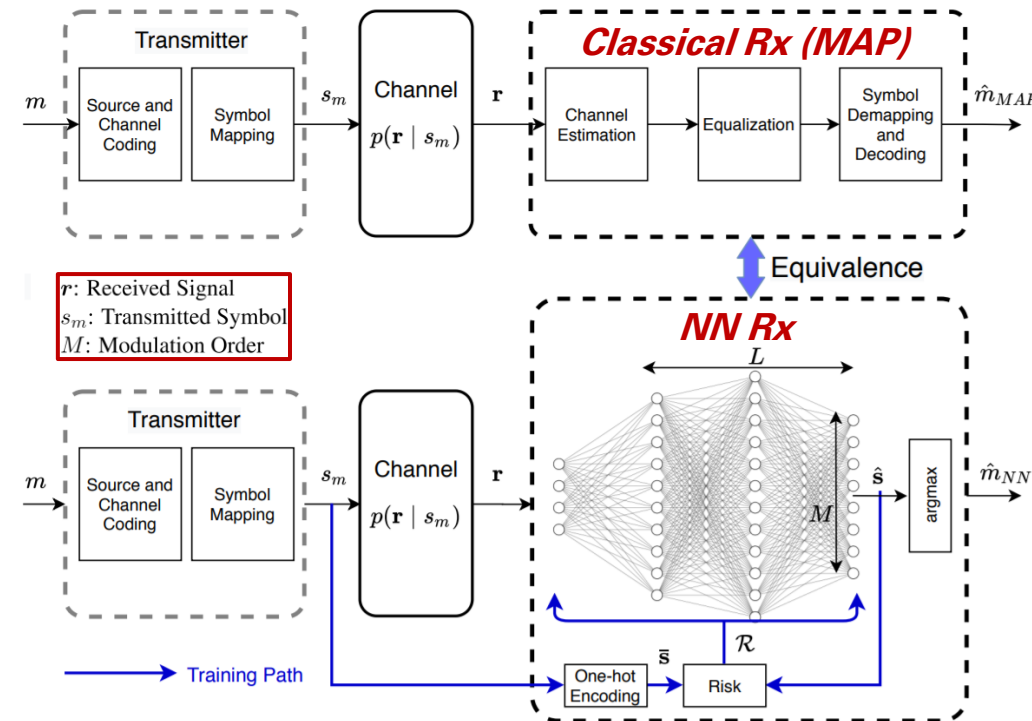 Transmitter
m
Source and
Channel
Coding
Symbol
Mapping
s_m
Channel
p(r | s_m)
r
Classical Rx (MAP)
Channel
Estimation
Equalization
Symbol
Demapping
and
Decoding
m̂_MAP
Equivalence
r: Received Signal
s_m: Transmitted Symbol
M: Modulation Order
Transmitter
m
Source and
Channel
Coding
Symbol
Mapping
s_m
Channel
p(r | s_m)
r
NN Rx
L
M
ŝ
argmax
m̂_NN
Training Path
One-hot
Encoding
s̄
Risk
R